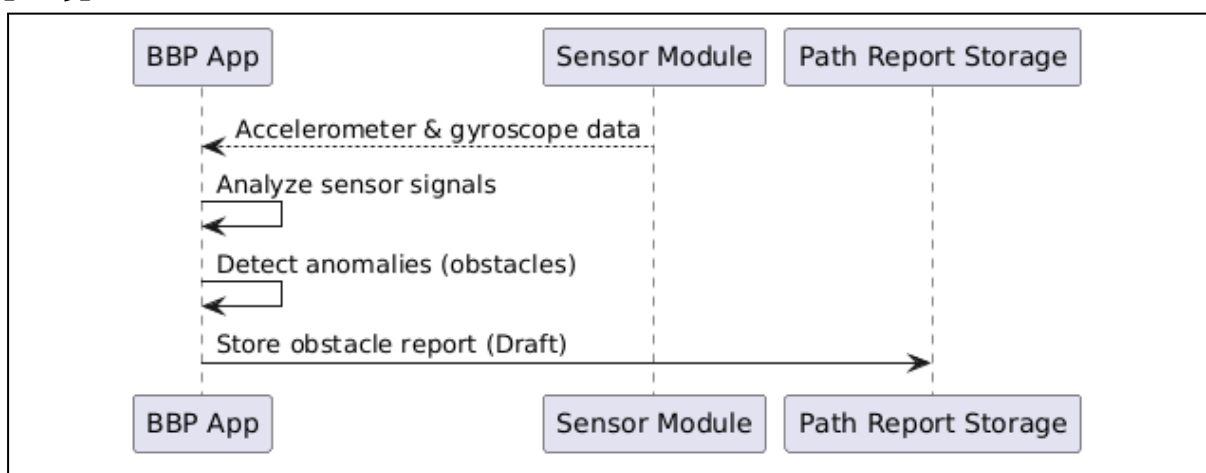 BBP App
Sensor Module
Path Report Storage
Accelerometer & gyroscope data
Analyze sensor signals
Detect anomalies (obstacles)
Store obstacle report (Draft)
BBP App
Sensor Module
Path Report Storage